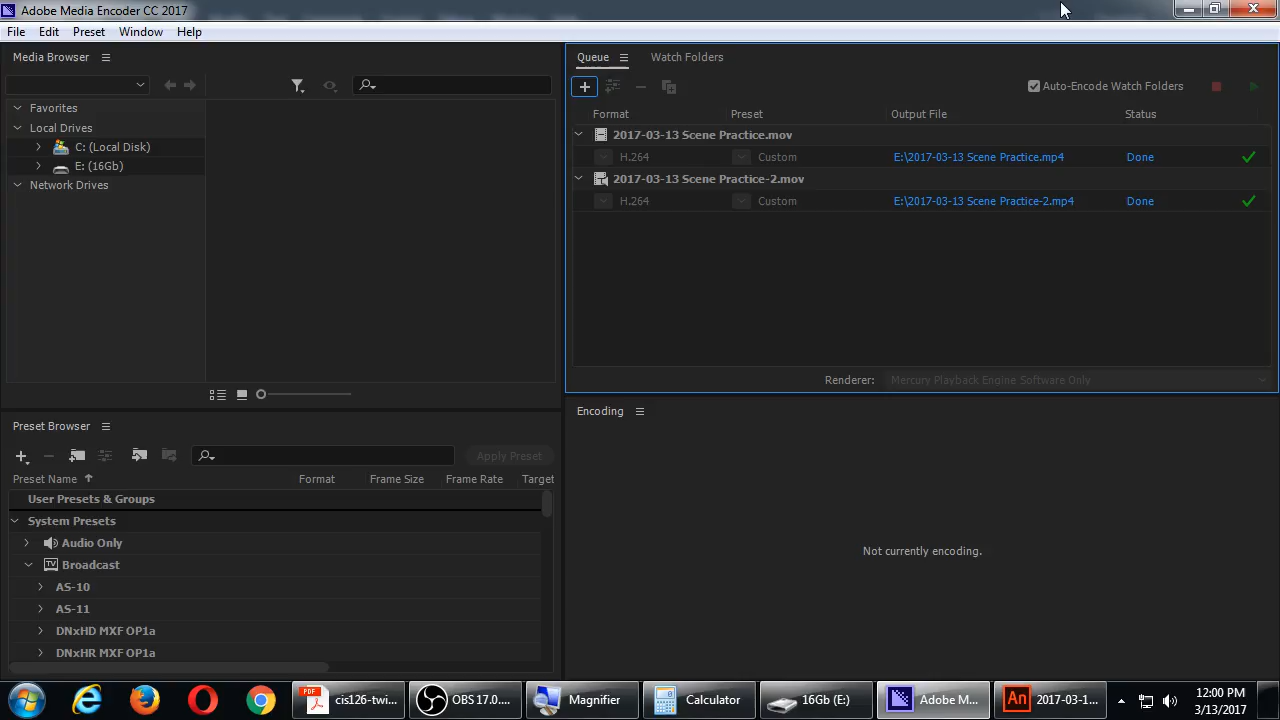 Adobe Media Encoder CC 2017
File Edit Preset Window Help
Media Browser
Favorites
Local Drives
C: (Local Disk)
E: (16Gb)
Network Drives
Queue Watch Folders
Auto-Encode Watch Folders
Format Preset Output File Status
2017-03-13 Scene Practice.mov
H.264 Custom E:\2017-03-13 Scene Practice.mp4 Done
2017-03-13 Scene Practice-2.mov
H.264 Custom E:\2017-03-13 Scene Practice-2.mp4 Done
Renderer: Mercury Playback Engine Software Only
Preset Browser
Apply Preset
Preset Name Format Frame Size Frame Rate Target
User Presets & Groups
System Presets
Audio Only
TV Broadcast
AS-10
AS-11
DNxHD MXF OP1a
DNxHR MXF OP1a
Encoding
Not currently encoding.
PDF cis126-twi... OBS 17.0.... Magnifier Calculator 16Gb (E:) Adobe M... An 2017-03-1...
12:00 PM
3/13/2017